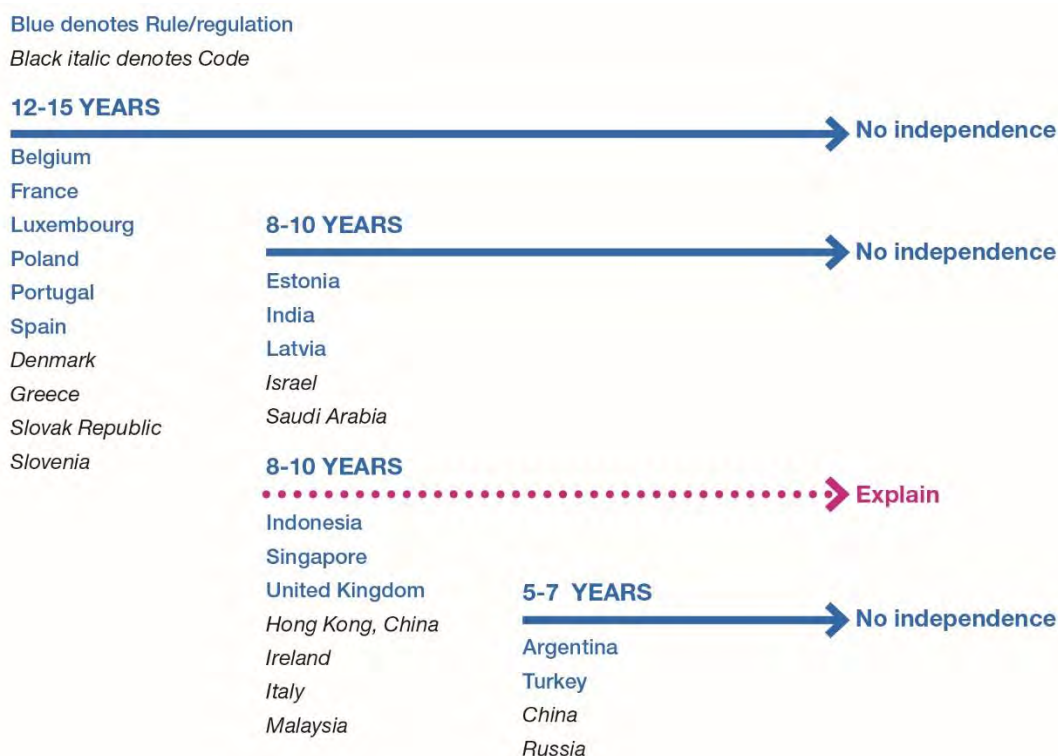 Blue denotes Rule/regulation
Black italic denotes Code
12-15 YEARS
No independence
Belgium
France
Luxembourg
Poland
Portugal
Spain
Denmark
Greece
Slovak Republic
Slovenia
8-10 YEARS
No independence
Estonia
India
Latvia
Israel
Saudi Arabia
8-10 YEARS
Explain
Indonesia
Singapore
United Kingdom
Hong Kong, China
Ireland
Italy
Malaysia
5-7 YEARS
No independence
Argentina
Turkey
China
Russia